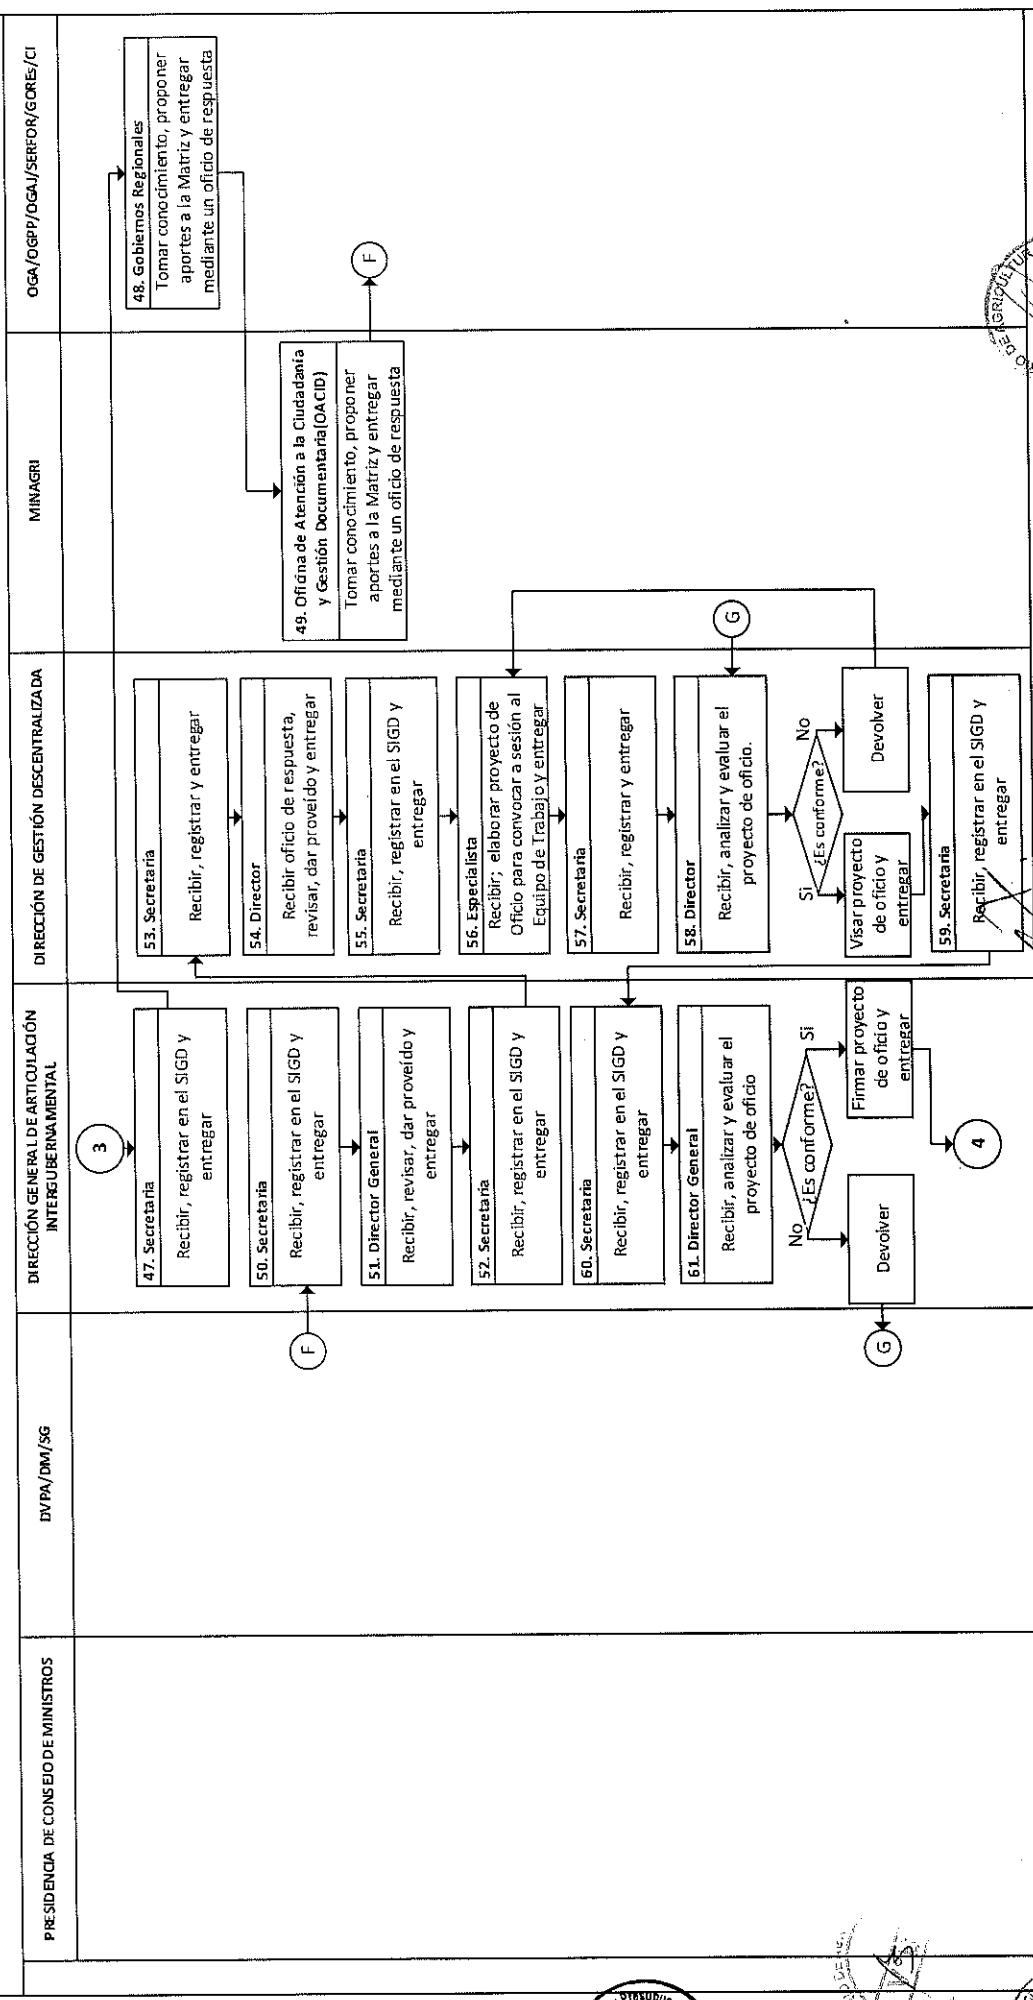 PRESIDENCIA DE CONSEJO DE MINISTROS
DVPA/DM/SG
DIRECCIÓN GENERAL DE ARTICULACIÓN
INTERGUBERNAMENTAL
DIRECCIÓN DE GESTIÓN DESCENTRALIZADA
MINAGRI
OGA/OGPP/OGAJ/SERFOR/GOREs/CI
3
47. Secretaria
Recibir, registrar en el SIGD y
entregar
48. Gobiernos Regionales
Tomar conocimiento, proponer
aportes a la Matriz y entregar
mediante un oficio de respuesta
49. Oficina de Atención a la Ciudadanía
y Gestión Documentaria(OACID)
Tomar conocimiento, proponer
aportes a la Matriz y entregar
mediante un oficio de respuesta
F
F
50. Secretaria
Recibir, registrar en el SIGD y
entregar
51. Director General
Recibir, revisar, dar proveído y
entregar
52. Secretaria
Recibir, registrar en el SIGD y
entregar
53. Secretaria
Recibir, registrar y entregar
54. Director
Recibir oficio de respuesta,
revisar, dar proveído y entregar
55. Secretaria
Recibir, registrar en el SIGD y
entregar
56. Especialista
Recibir; elaborar proyecto de
Oficio para convocar a sesión al
Equipo de Trabajo y entregar
57. Secretaria
Recibir, registrar y entregar
G
58. Director
Recibir, analizar y evaluar el
proyecto de oficio.
¿Es conforme?
Si
No
Visar proyecto
de oficio y
entregar
Devolver
59. Secretaria
Recibir, registrar en el SIGD y
entregar
60. Secretaria
Recibir, registrar en el SIGD y
entregar
61. Director General
Recibir, analizar y evaluar el
proyecto de oficio
¿Es conforme?
No
Si
Devolver
Firmar proyecto
de oficio y
entregar
G
4
DE AGRICULTUR